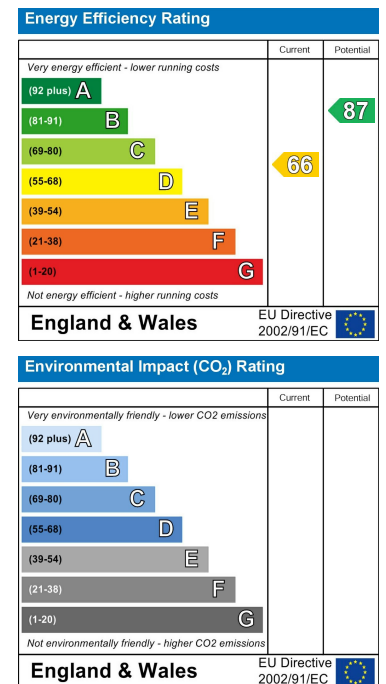 Energy Efficiency Rating
Current Potential
Very energy efficient - lower running costs
(92 plus) A
(81-91) B
(69-80) C
(55-68) D
(39-54) E
(21-38) F
(1-20) G
87
66
Not energy efficient - higher running costs
England & Wales
EU Directive
2002/91/EC
Environmental Impact (CO₂) Rating
Current Potential
Very environmentally friendly - lower CO2 emissions
(92 plus) A
(81-91) B
(69-80) C
(55-68) D
(39-54) E
(21-38) F
(1-20) G
Not environmentally friendly - higher CO2 emissions
England & Wales
EU Directive
2002/91/EC